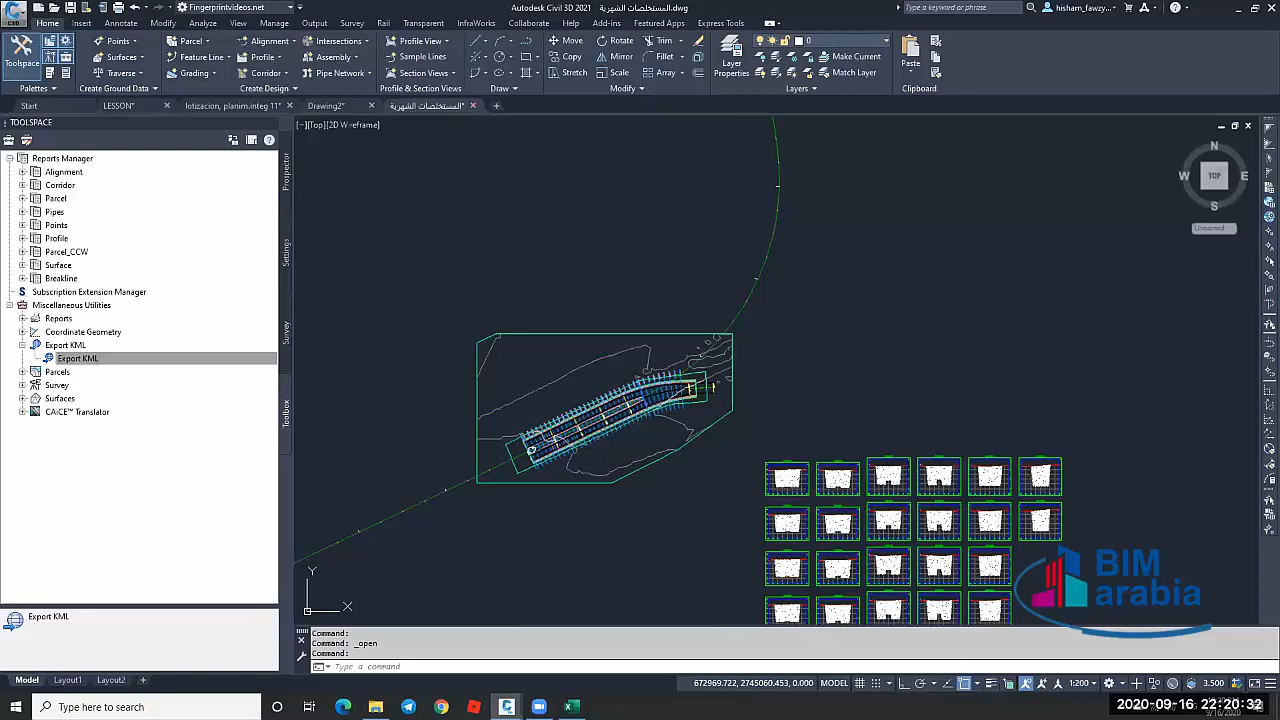 Fingerprintvideos.net
Autodesk Civil 3D 2021 المستخلصات الشهرية.dwg
Type a keyword or phrase
hisham_fawzy...
Home Insert Annotate Modify Analyze View Manage Output Survey Rail Transparent InfraWorks Collaborate Help Add-ins Featured Apps Express Tools
Toolspace
Points
Surfaces
Traverse
Parcel
Feature Line
Grading
Alignment
Profile
Corridor
Intersections
Assembly
Pipe Network
Profile View
Sample Lines
Section Views
Move
Copy
Stretch
Rotate
Mirror
Scale
Trim
Fillet
Array
Layer Properties
0
Make Current
Match Layer
Paste
Palettes Create Ground Data Create Design Profile & Section Views Draw Modify Layers Clipboard
Start LESSON* lotizacion, planim.integ 11* Drawing2* المستخلصات الشهرية*
TOOLSPACE
[−][Top][2D Wireframe]
Reports Manager
Alignment
Corridor
Parcel
Pipes
Points
Profile
Parcel_CCW
Surface
Breakline
Subscription Extension Manager
Miscellaneous Utilities
Reports
Coordinate Geometry
Export KML
Export KML
Parcels
Survey
Surfaces
CAiCE™ Translator
Prospector
Settings
Survey
Toolbox
N
W TOP E
S
Unnamed
Y
X
BIM
arabia
Export KML
Command:
Command: _open
Command:
Type a command
Model Layout1 Layout2
672969.722, 2745060.453, 0.000 MODEL 1:200 3.500
Type here to search
2020-09-16 22:20:32